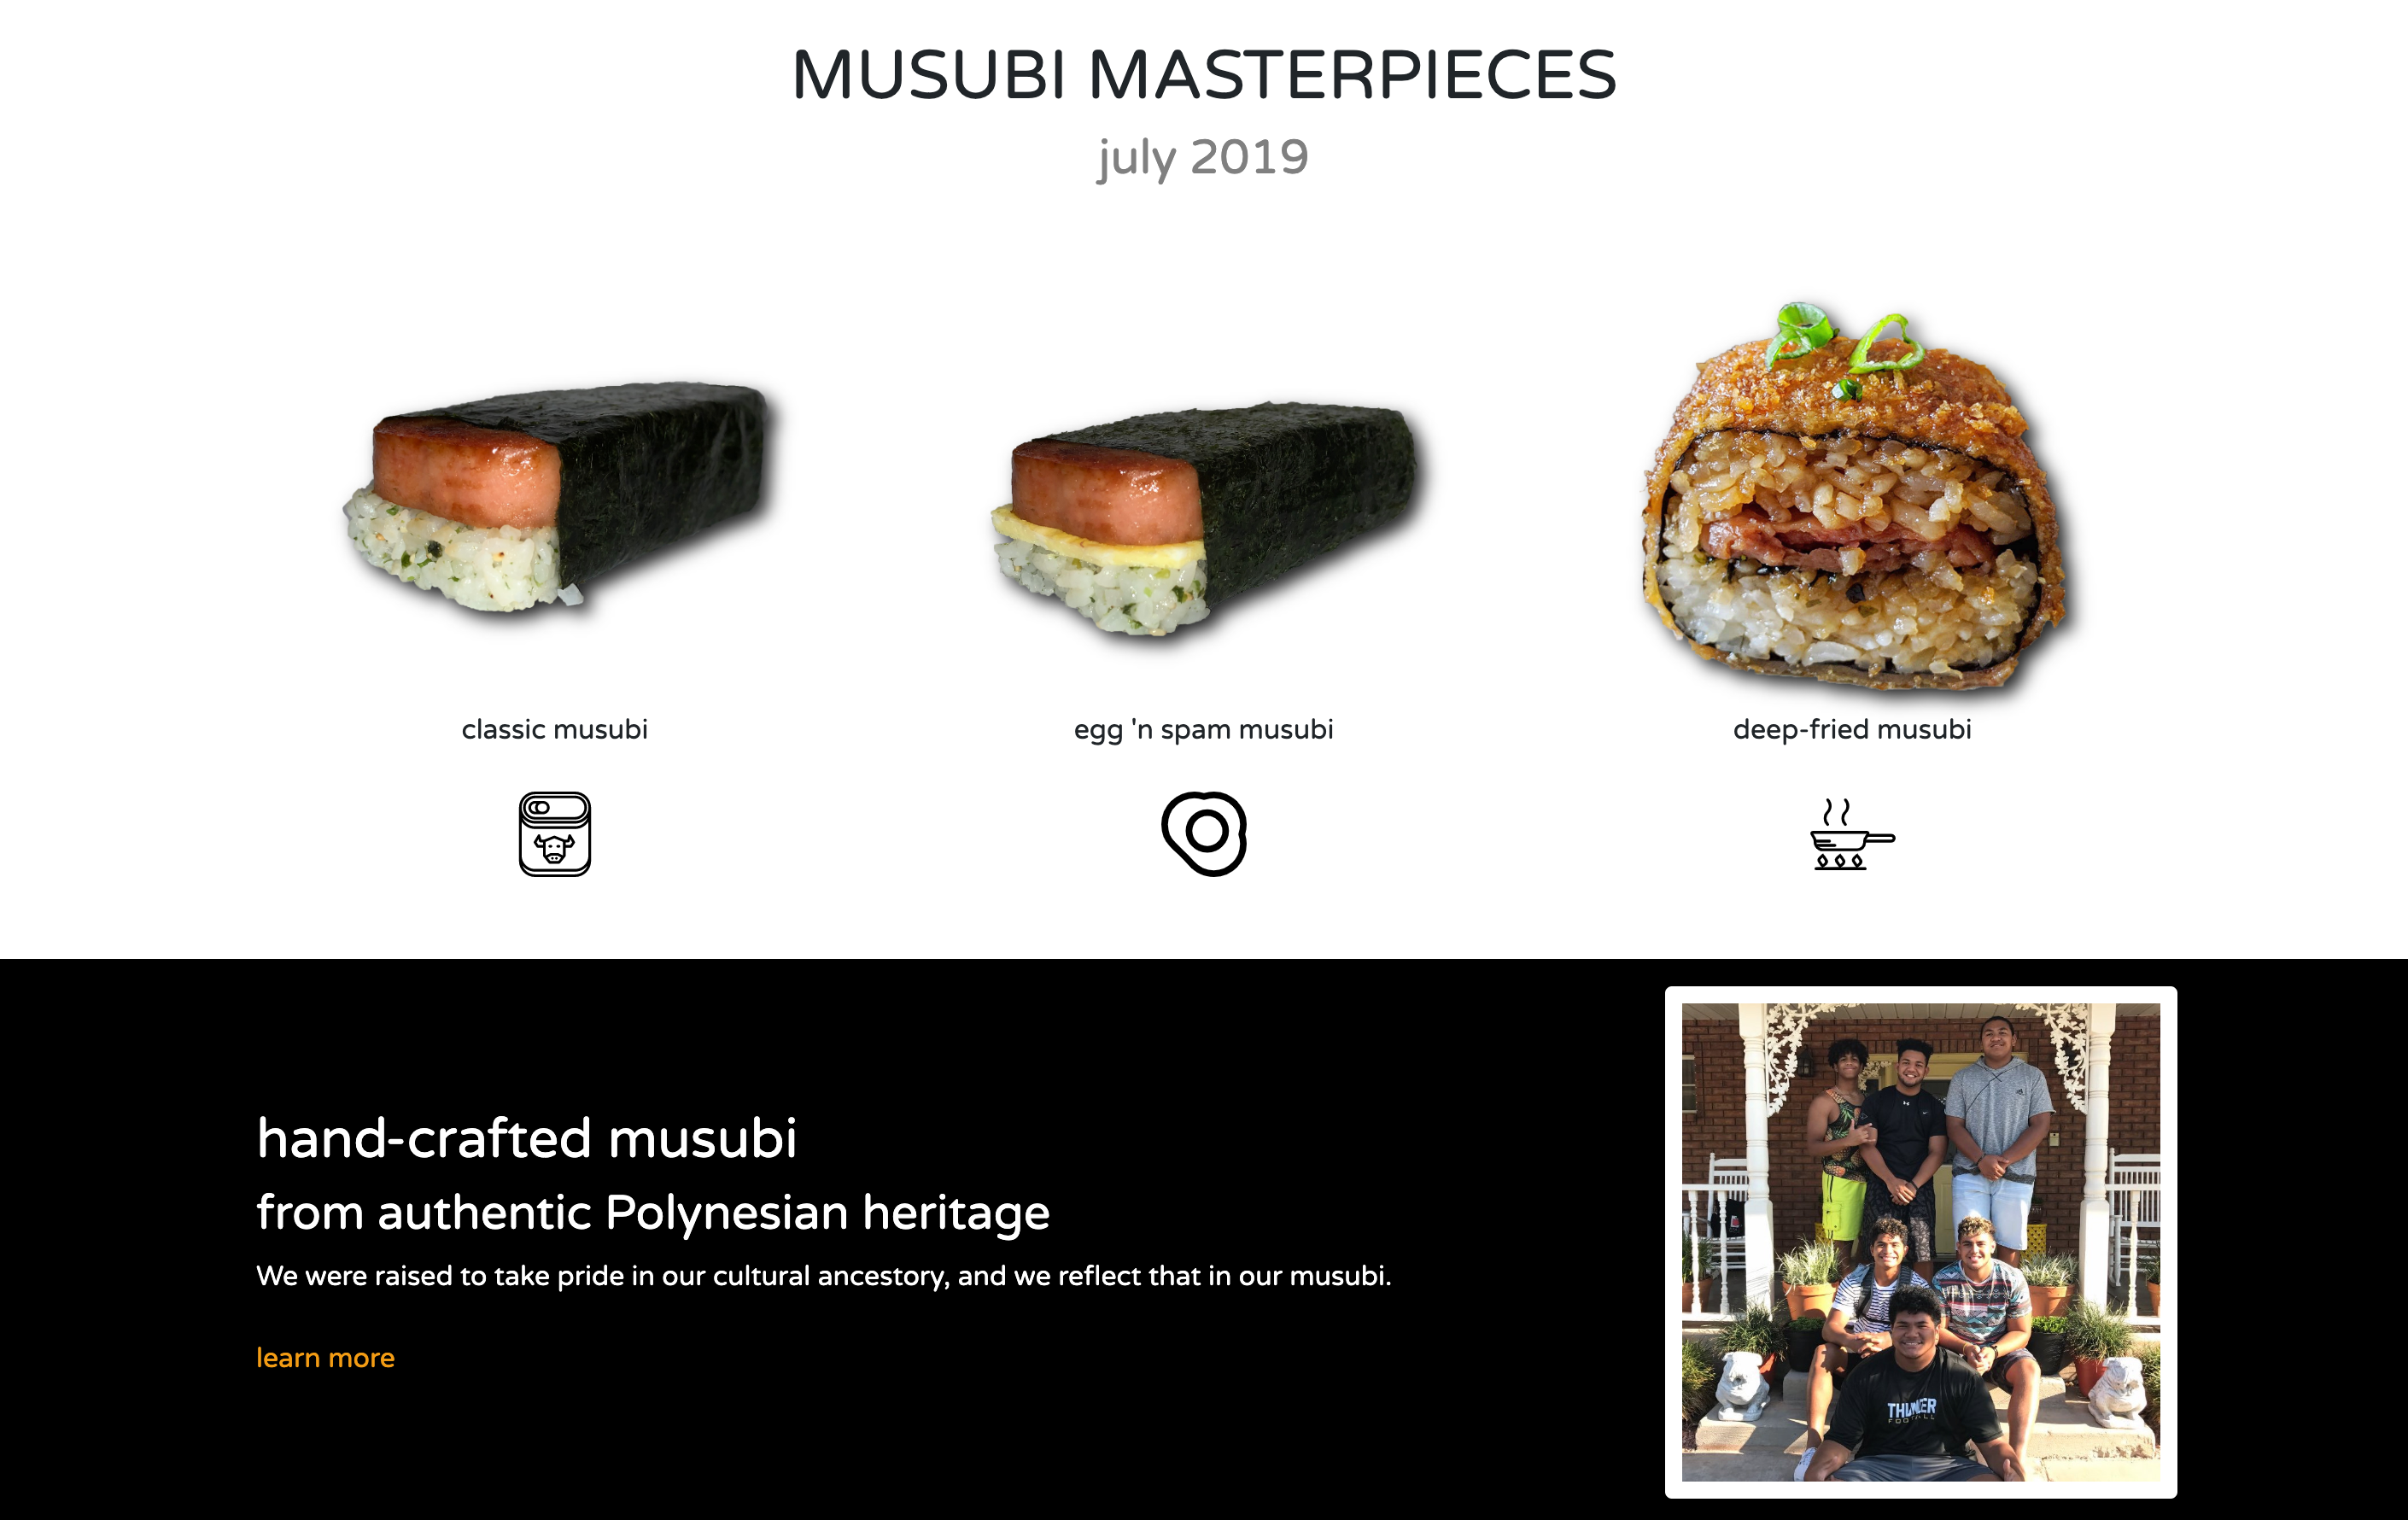 MUSUBI MASTERPIECES
july 2019
classic musubi
egg 'n spam musubi
deep-fried musubi
hand-crafted musubi
from authentic Polynesian heritage
We were raised to take pride in our cultural ancestory, and we reflect that in our musubi.
learn more
THUNDER
FOOTBALL